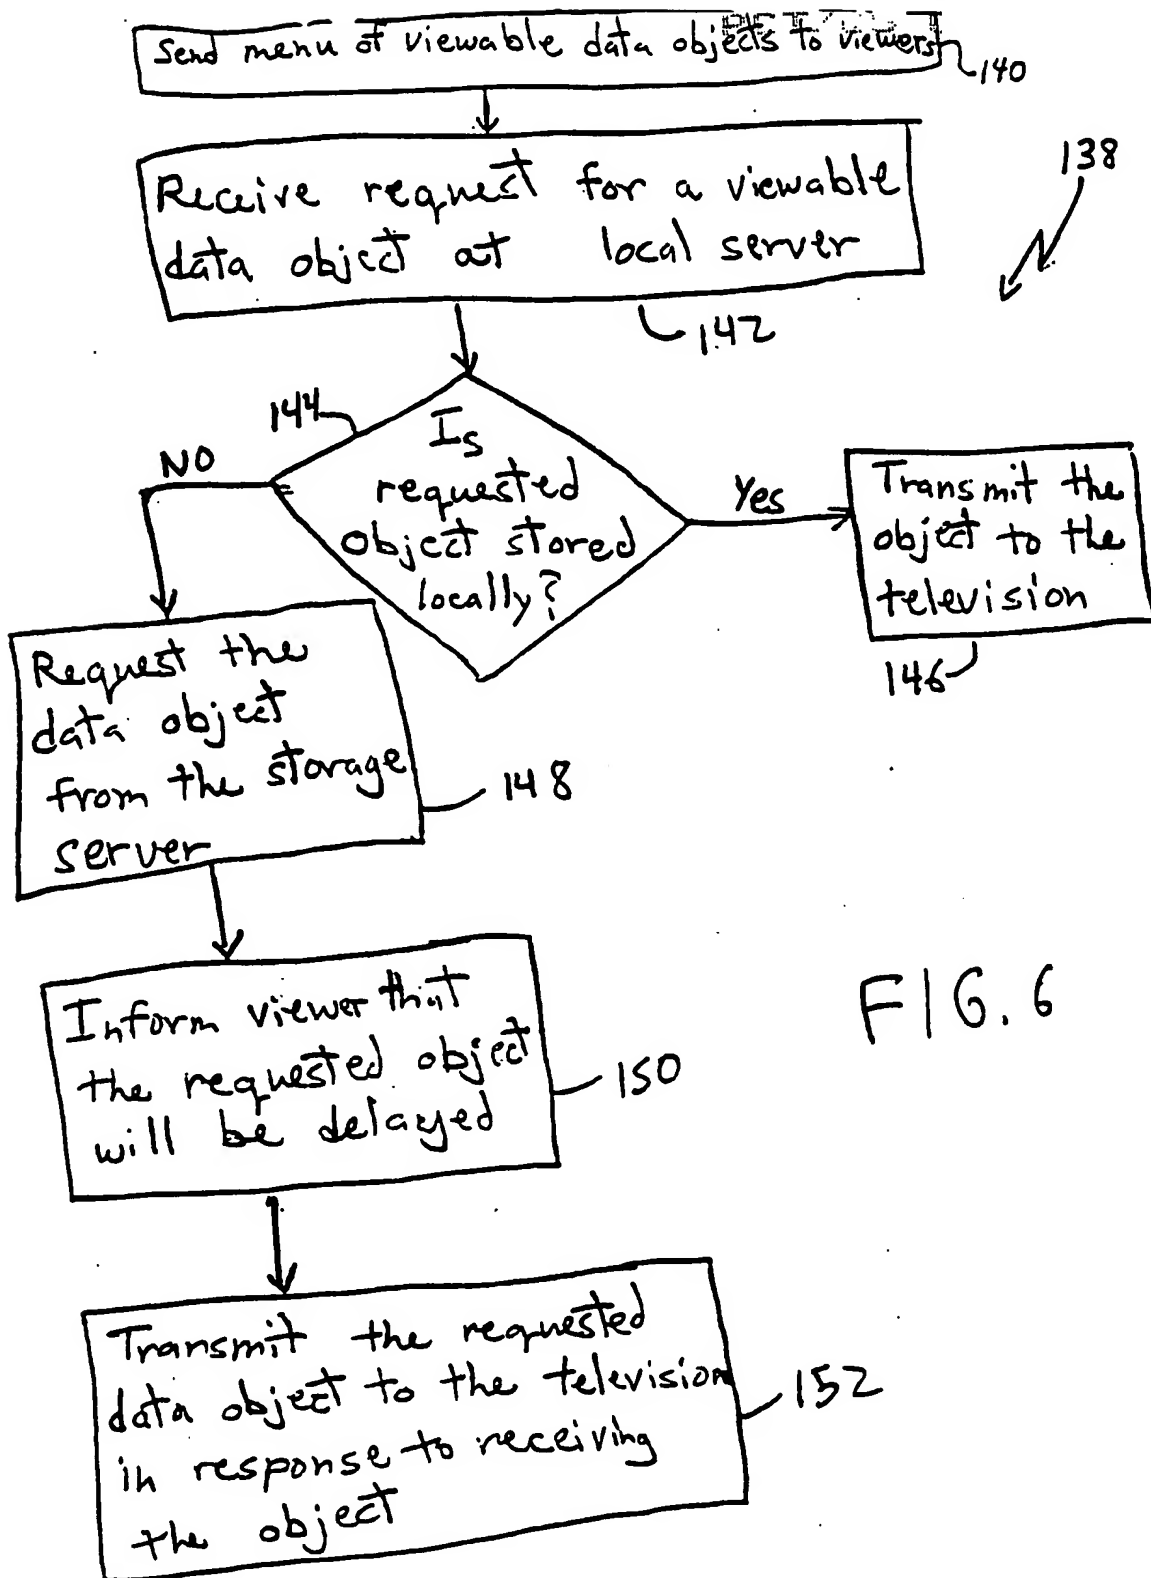 Send menu of viewable data objects to viewers
140
Receive request for a viewable
data object at local server
142
138
144
Is
requested
object stored
locally?
NO
Yes
Transmit the
object to the
television
146
Request the
data object
from the storage
server
148
Inform viewer that
the requested object
will be delayed
150
FIG. 6
Transmit the requested
data object to the television
in response to receiving
the object
152